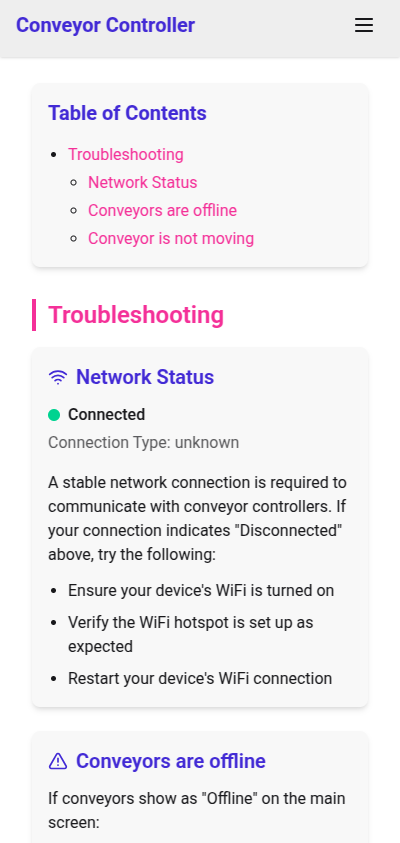 Conveyor Controller
Table of Contents
Troubleshooting
Network Status
Conveyors are offline
Conveyor is not moving
Troubleshooting
Network Status
Connected
Connection Type: unknown
A stable network connection is required to
communicate with conveyor controllers. If
your connection indicates "Disconnected"
above, try the following:
Ensure your device's WiFi is turned on
Verify the WiFi hotspot is set up as
expected
Restart your device's WiFi connection
Conveyors are offline
If conveyors show as "Offline" on the main
screen: